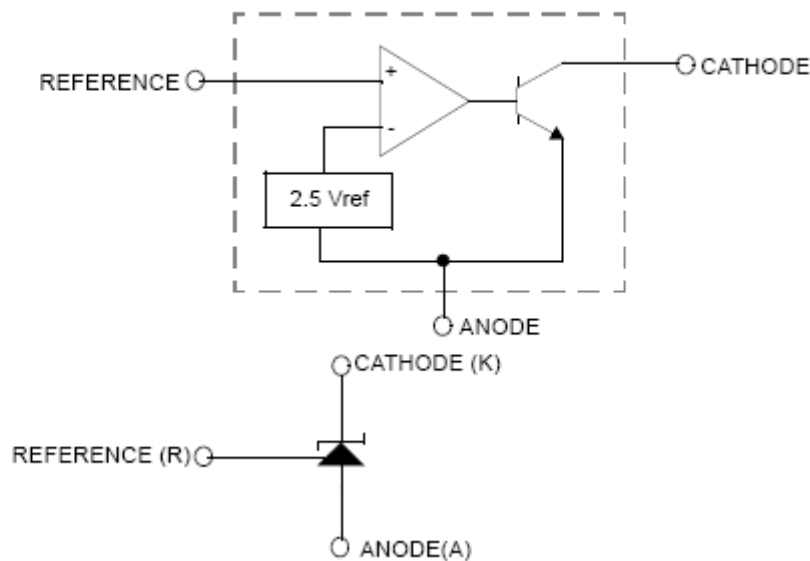 REFERENCE
+
CATHODE
-
2.5 Vref
ANODE
CATHODE (K)
REFERENCE (R)
ANODE(A)